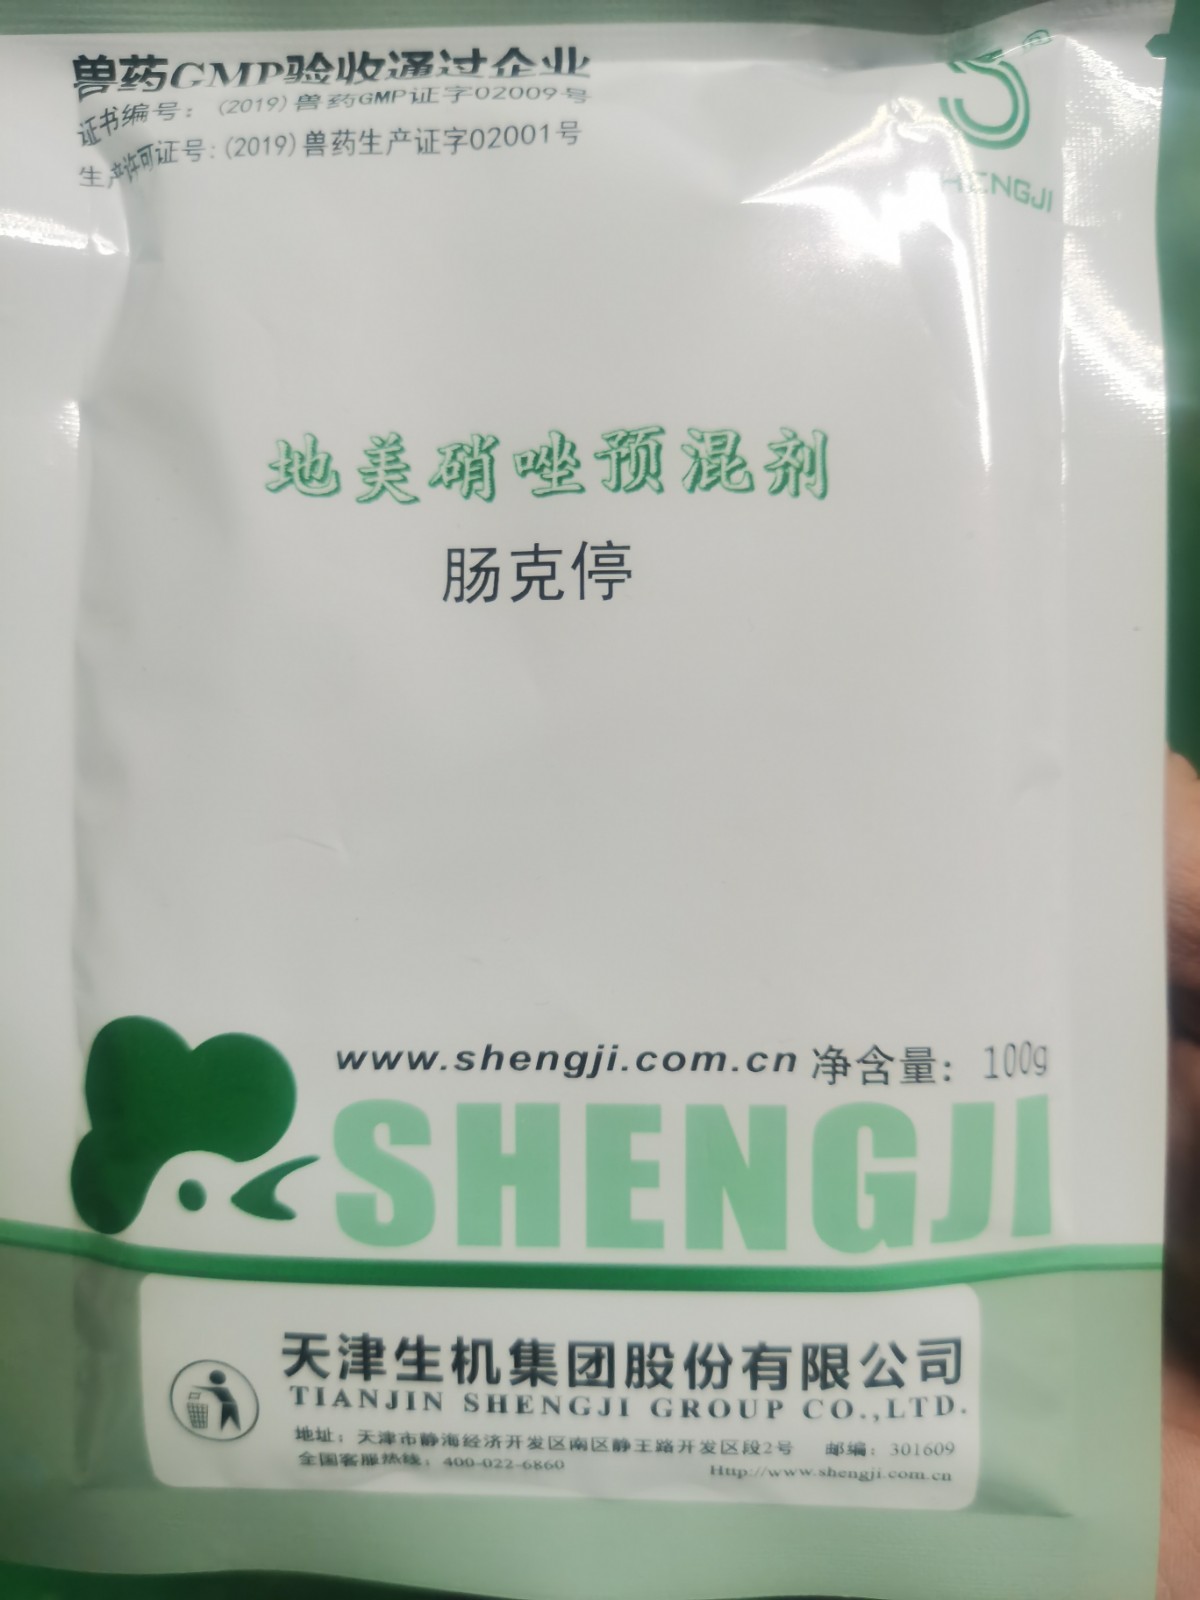 兽药GMP验收通过企业
证书编号：(2019)兽药GMP证字02009号
生产许可证号:(2019)兽药生产证字02001号
HENGJI
地美硝唑预混剂
肠克停
www.shengji.com.cn 净含量：100g
SHENGJI
天津生机集团股份有限公司
TIANJIN SHENGJI GROUP CO.,LTD.
地址：天津市静海经济开发区南区静王路开发区段2号 邮编：301609
全国客服热线：400-022-6860 Http://www.shengji.com.cn